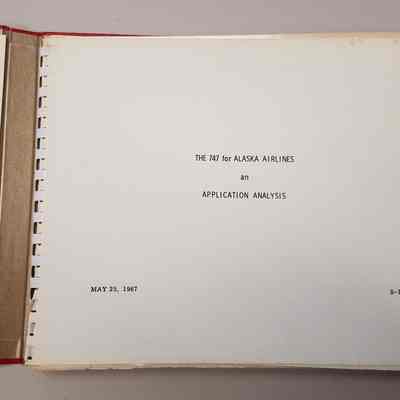 THE 747 for ALASKA AIRLINES
an
APPLICATION ANALYSIS
MAY 25, 1967